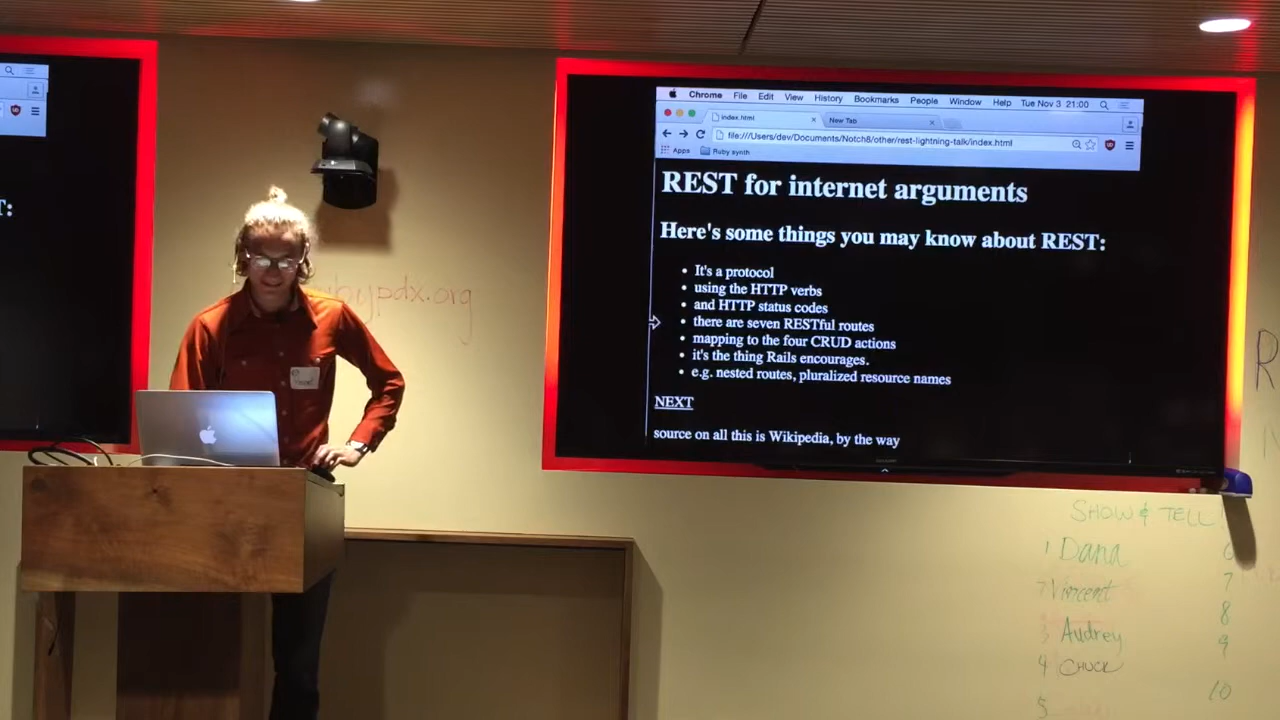 T:
Chrome File Edit View History Bookmarks People Window Help Tue Nov 3 21:00
index.html New Tab
file:///Users/dev/Documents/Notch8/other/rest-lightning-talk/index.html
Apps Ruby synth
REST for internet arguments
Here's some things you may know about REST:
• It's a protocol
• using the HTTP verbs
• and HTTP status codes
• there are seven RESTful routes
• mapping to the four CRUD actions
• it's the thing Rails encourages.
• e.g. nested routes, pluralized resource names
NEXT
source on all this is Wikipedia, by the way
bypdx.org
R
SHOW & TELL!
1 Dana 6
2 Vincent 7
8
3 Audrey 9
4 CHUCK
5 10